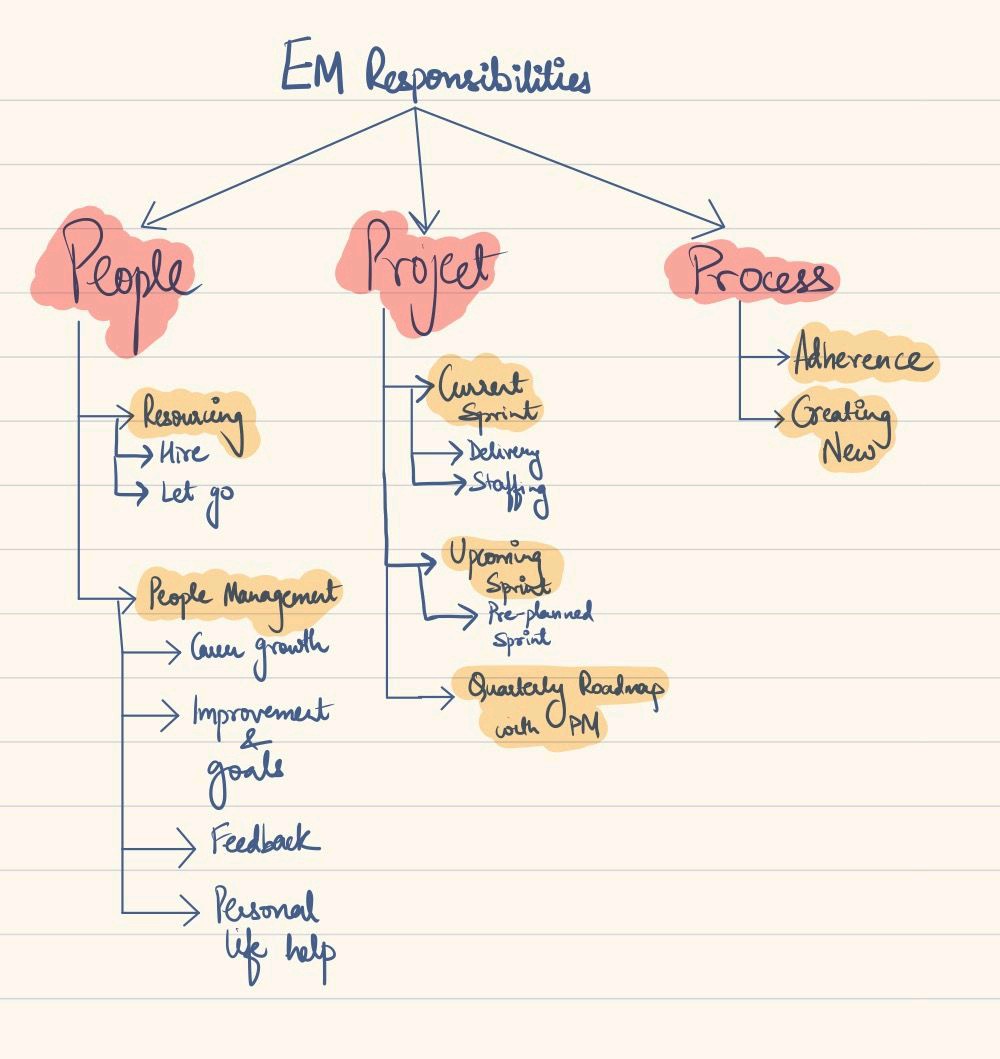 EM Responsibilities
People
Resourcing
Hire
Let go
People Management
Career growth
Improvement
&
goals
Feedback
Personal
life help
Project
Current
Sprint
Delivery
Staffing
Upcoming
Sprint
Pre-planned
Sprint
Quarterly Roadmap
with PM
Process
Adherence
Creating
New